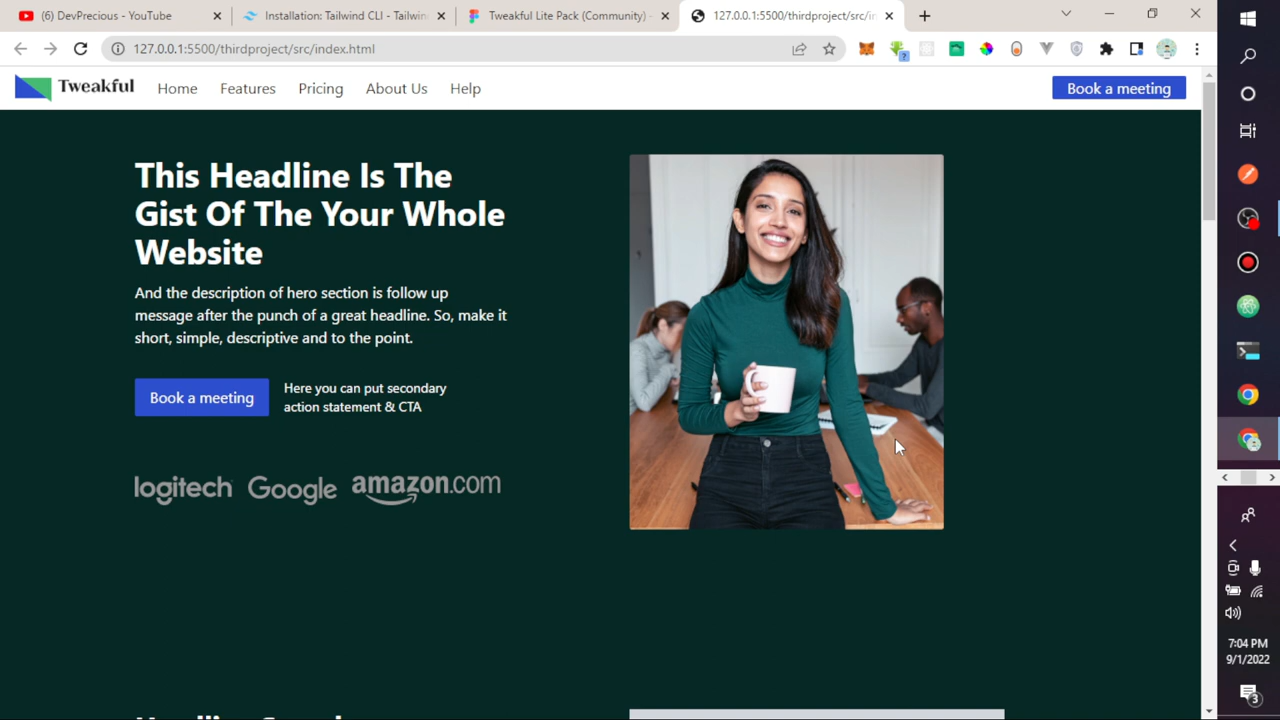 (6) DevPrecious - YouTube
Installation: Tailwind CLI - Tailwin
Tweakful Lite Pack (Community) -
127.0.0.1:5500/thirdproject/src/in
127.0.0.1:5500/thirdproject/src/index.html
Tweakful
Home
Features
Pricing
About Us
Help
Book a meeting
This Headline Is The
Gist Of The Your Whole
Website
And the description of hero section is follow up
message after the punch of a great headline. So, make it
short, simple, descriptive and to the point.
Book a meeting
Here you can put secondary
action statement & CTA
logitech
Google
amazon.com
7:04 PM
9/1/2022
3